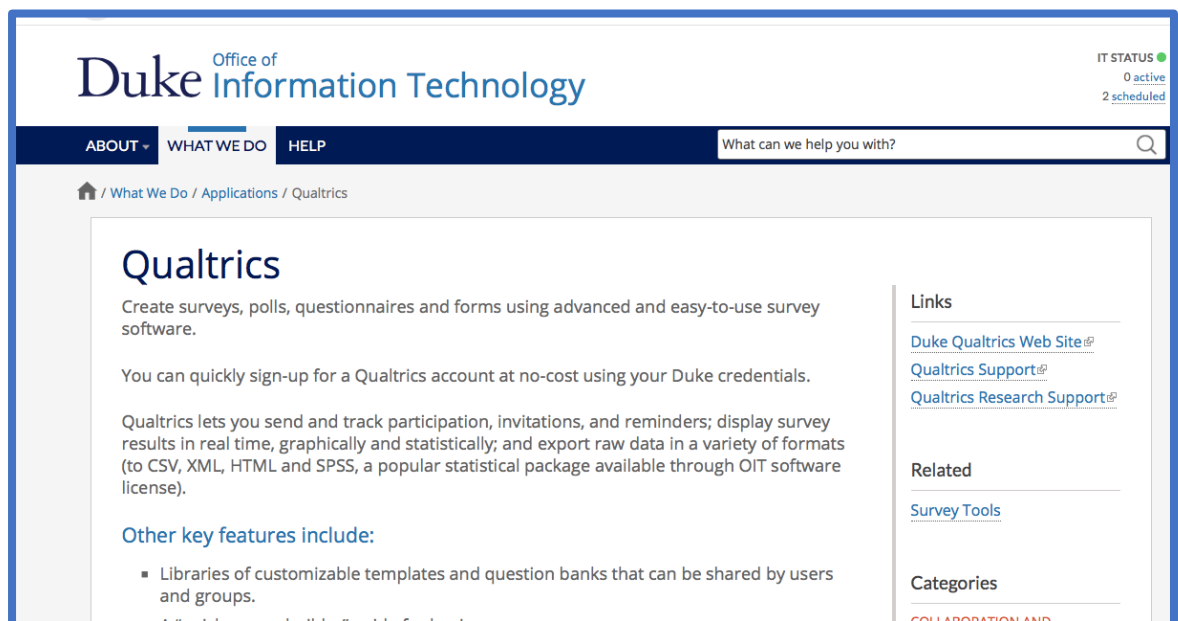 Duke Office of
Information Technology
IT STATUS
0 active
2 scheduled
ABOUT WHAT WE DO HELP
What can we help you with?
/ What We Do / Applications / Qualtrics
Qualtrics
Create surveys, polls, questionnaires and forms using advanced and easy-to-use survey
software.
You can quickly sign-up for a Qualtrics account at no-cost using your Duke credentials.
Qualtrics lets you send and track participation, invitations, and reminders; display survey
results in real time, graphically and statistically; and export raw data in a variety of formats
(to CSV, XML, HTML and SPSS, a popular statistical package available through OIT software
license).
Other key features include:
Libraries of customizable templates and question banks that can be shared by users
and groups.
Links
Duke Qualtrics Web Site
Qualtrics Support
Qualtrics Research Support
Related
Survey Tools
Categories
COLLABORATION AND